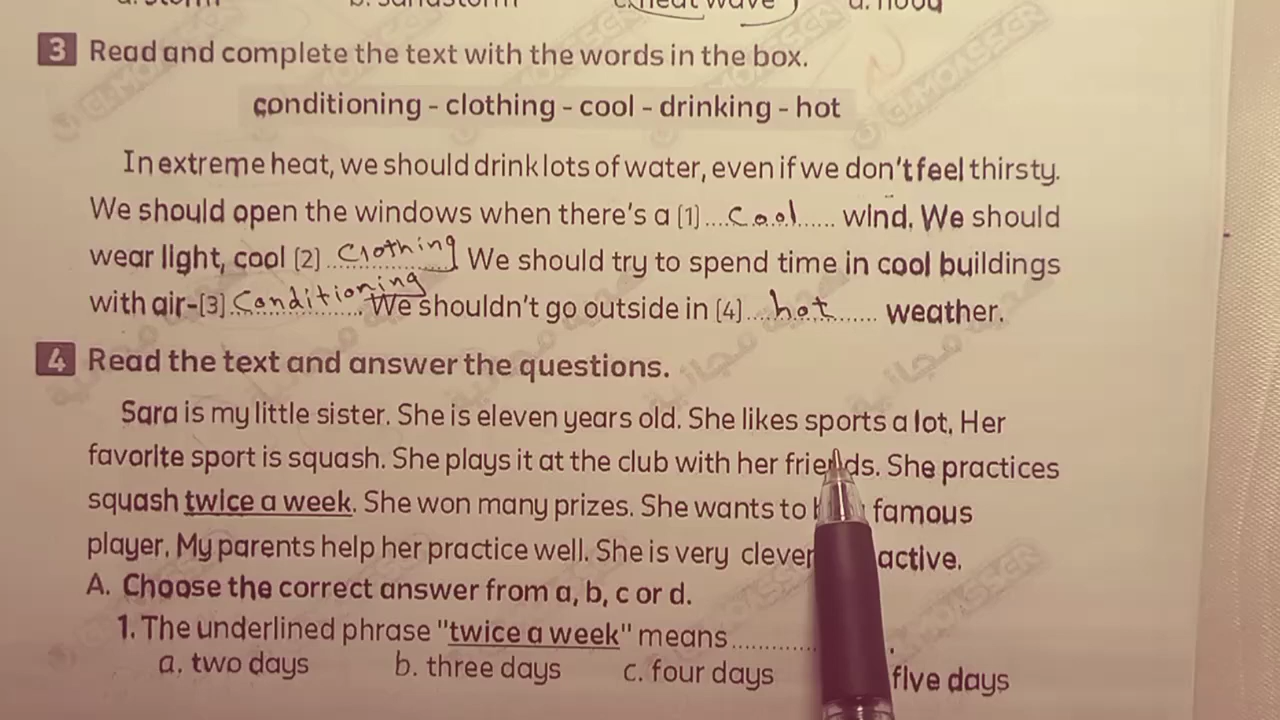 a. storm b. sandstorm c. heat wave d. flood
3 Read and complete the text with the words in the box.
conditioning - clothing - cool - drinking - hot
In extreme heat, we should drink lots of water, even if we don't feel thirsty.
We should open the windows when there's a (1) ....cool...... wind. We should
wear light, cool (2) ..clothing.. We should try to spend time in cool buildings
with air-(3) ..Conditioning... We shouldn't go outside in (4) ...hot...... weather.
4 Read the text and answer the questions.
Sara is my little sister. She is eleven years old. She likes sports a lot. Her
favorite sport is squash. She plays it at the club with her friends. She practices
squash twice a week. She won many prizes. She wants to famous
player. My parents help her practice well. She is very clever active.
A. Choose the correct answer from a, b, c or d.
1. The underlined phrase "twice a week" means ............ .
a. two days b. three days c. four days five days